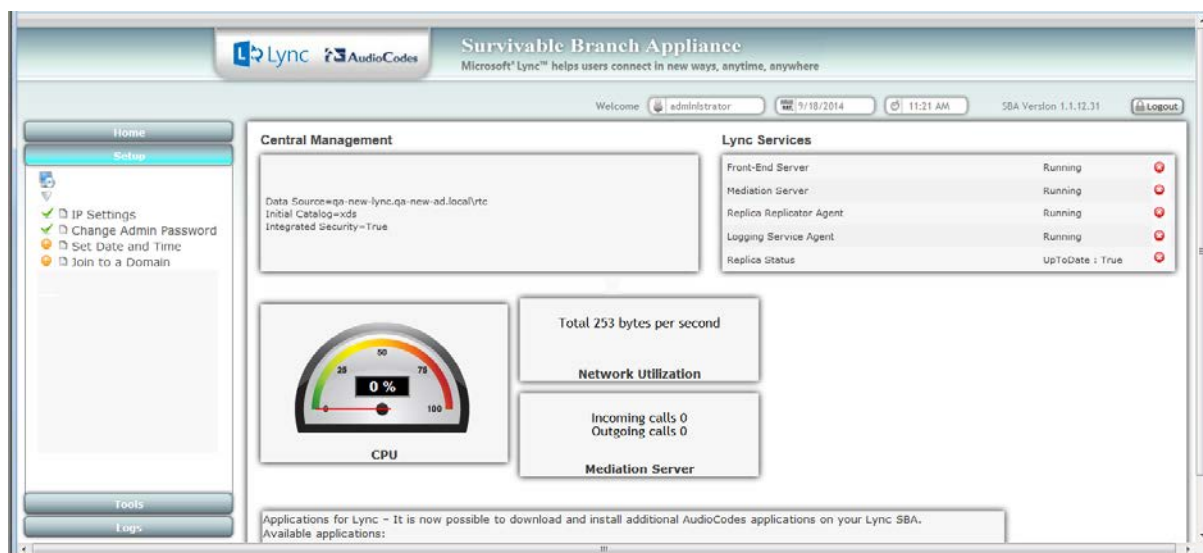 Lync AudioCodes
Survivable Branch Appliance
Microsoft® Lync™ helps users connect in new ways, anytime, anywhere
Welcome administrator 9/18/2014 11:21 AM SBA Version 1.1.12.31 Logout
Home
Setup
IP Settings
Change Admin Password
Set Date and Time
Join to a Domain
Tools
Logs
Central Management
Data Source=qa-new-lync.qa-new-ad.local\rtc
Initial Catalog=xds
Integrated Security=True
Lync Services
Front-End Server Running
Mediation Server Running
Replica Replicator Agent Running
Logging Service Agent Running
Replica Status UpToDate : True
0 25 50 75 100
0 %
CPU
Total 253 bytes per second
Network Utilization
Incoming calls 0
Outgoing calls 0
Mediation Server
Applications for Lync - It is now possible to download and install additional AudioCodes applications on your Lync SBA.
Available applications: